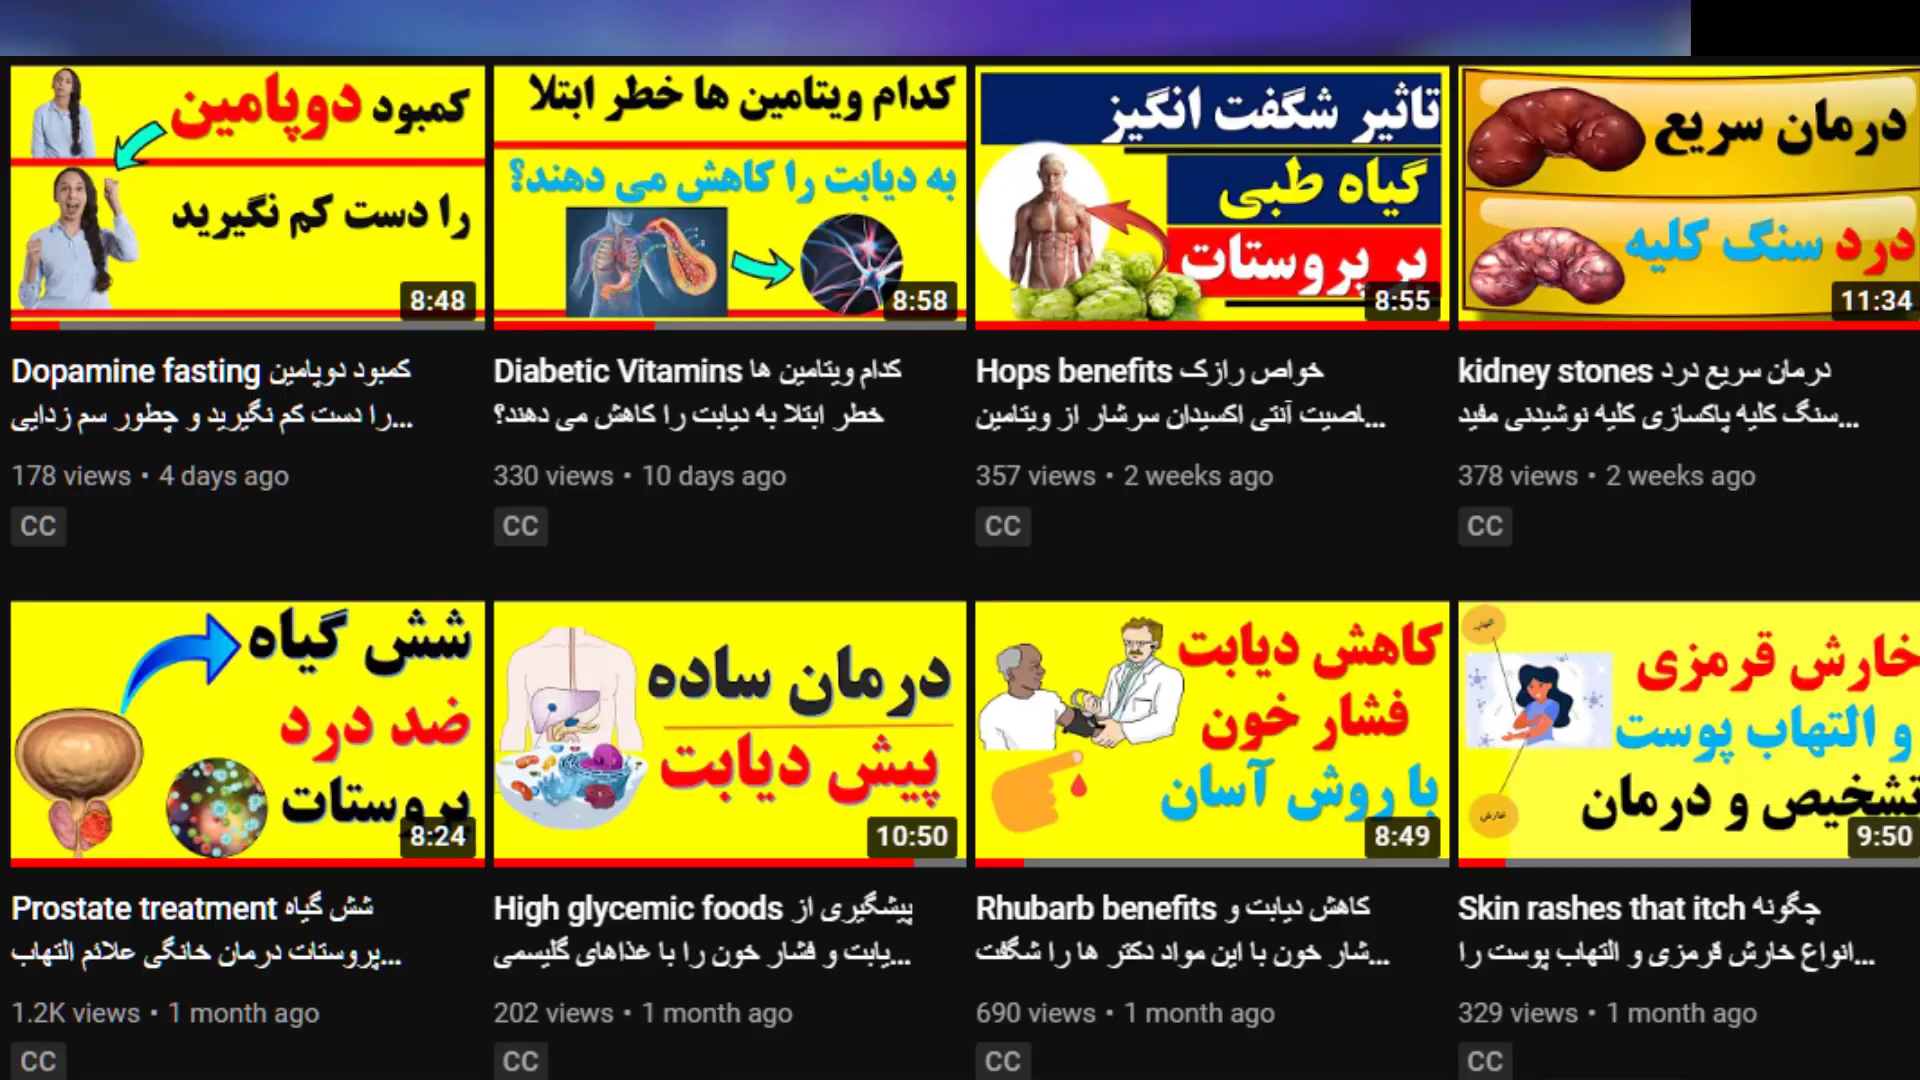 کمبود دوپامین
را دست کم نگیرید
8:48
Dopamine fasting کمبود دوپامین
را دست کم نگیرید و چطور سم زدایی...
178 views • 4 days ago
CC
کدام ویتامین ها خطر ابتلا
به دیابت را کاهش می دهند؟
8:58
Diabetic Vitamins کدام ویتامین ها
خطر ابتلا به دیابت را کاهش می دهند؟
330 views • 10 days ago
CC
تاثیر شگفت انگیز
گیاه طبی
بر پروستات
8:55
Hops benefits خواص رازک
اصیت آنتی اکسیدان سرشار از ویتامین...
357 views • 2 weeks ago
CC
درمان سریع
درد سنگ کلیه
11:34
kidney stones درمان سریع درد
سنگ کلیه پاکسازی کلیه نوشیدنی مفید...
378 views • 2 weeks ago
CC
شش گیاه
ضد درد
پروستات
8:24
Prostate treatment شش گیاه
پروستات درمان خانگی علائم التهاب...
1.2K views • 1 month ago
CC
درمان ساده
پیش دیابت
10:50
High glycemic foods پیشگیری از
یابت و فشار خون را با غذاهای گلیسمی...
202 views • 1 month ago
CC
کاهش دیابت
فشار خون
با روش آسان
8:49
Rhubarb benefits کاهش دیابت و
شار خون با این مواد دکتر ها را شگفت...
690 views • 1 month ago
CC
التهاب
خارش قرمزی
و التهاب پوست
تشخیص و درمان
خارش
9:50
Skin rashes that itch چگونه
انواع خارش قرمزی و التهاب پوست را...
329 views • 1 month ago
CC